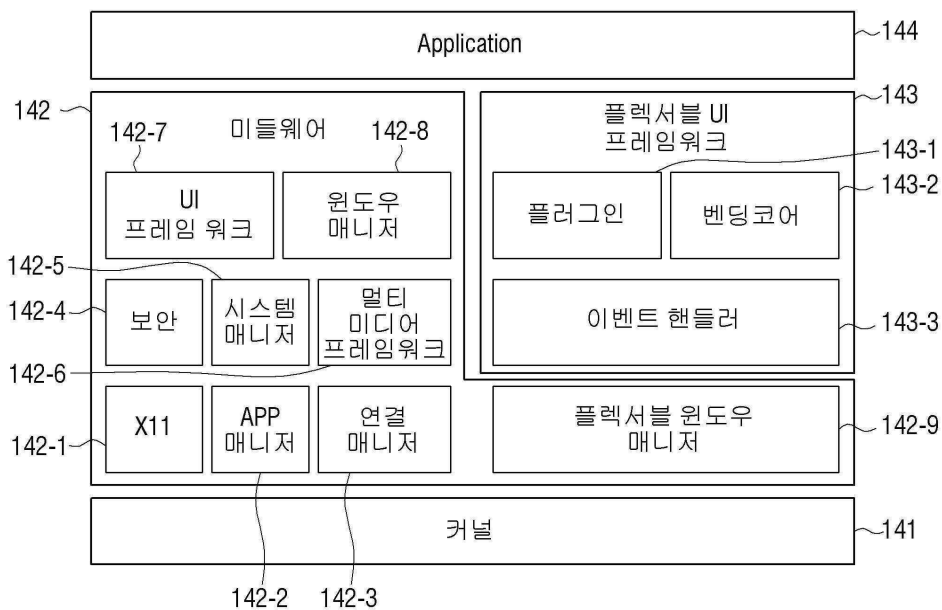 Application
144
142
미들웨어
142-7
142-8
UI
프레임 워크
윈도우
매니저
142-5
142-4
보안
시스템
매니저
멀티
미디어
프레임워크
142-6
X11
APP
매니저
연결
매니저
142-1
142-2
142-3
143
플렉서블 UI
프레임워크
143-1
143-2
플러그인
벤딩코어
이벤트 핸들러
143-3
플렉서블 윈도우
매니저
142-9
커널
141